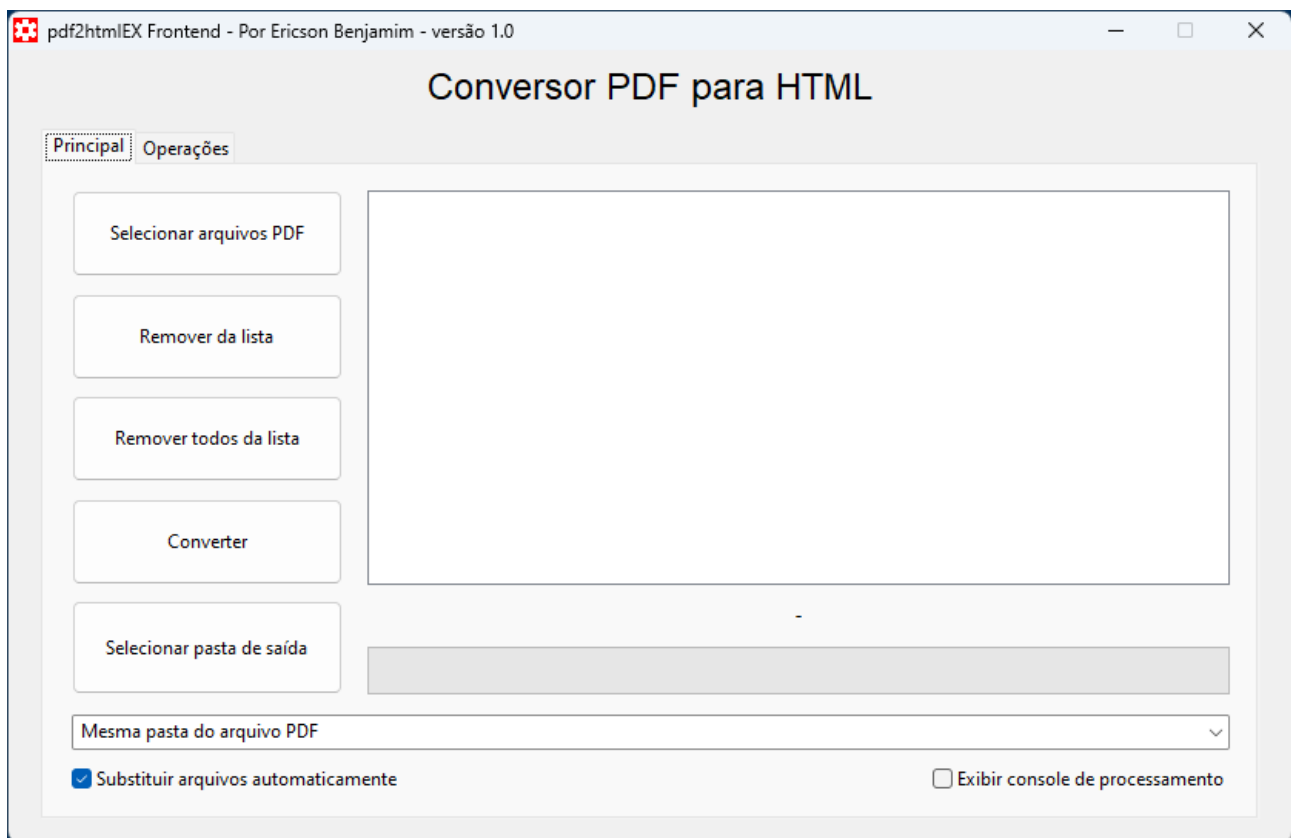 pdf2htmlEX Frontend - Por Ericson Benjamim - versão 1.0
Conversor PDF para HTML
Principal
Operações
Selecionar arquivos PDF
Remover da lista
Remover todos da lista
Converter
Selecionar pasta de saída
-
Mesma pasta do arquivo PDF
Substituir arquivos automaticamente
Exibir console de processamento